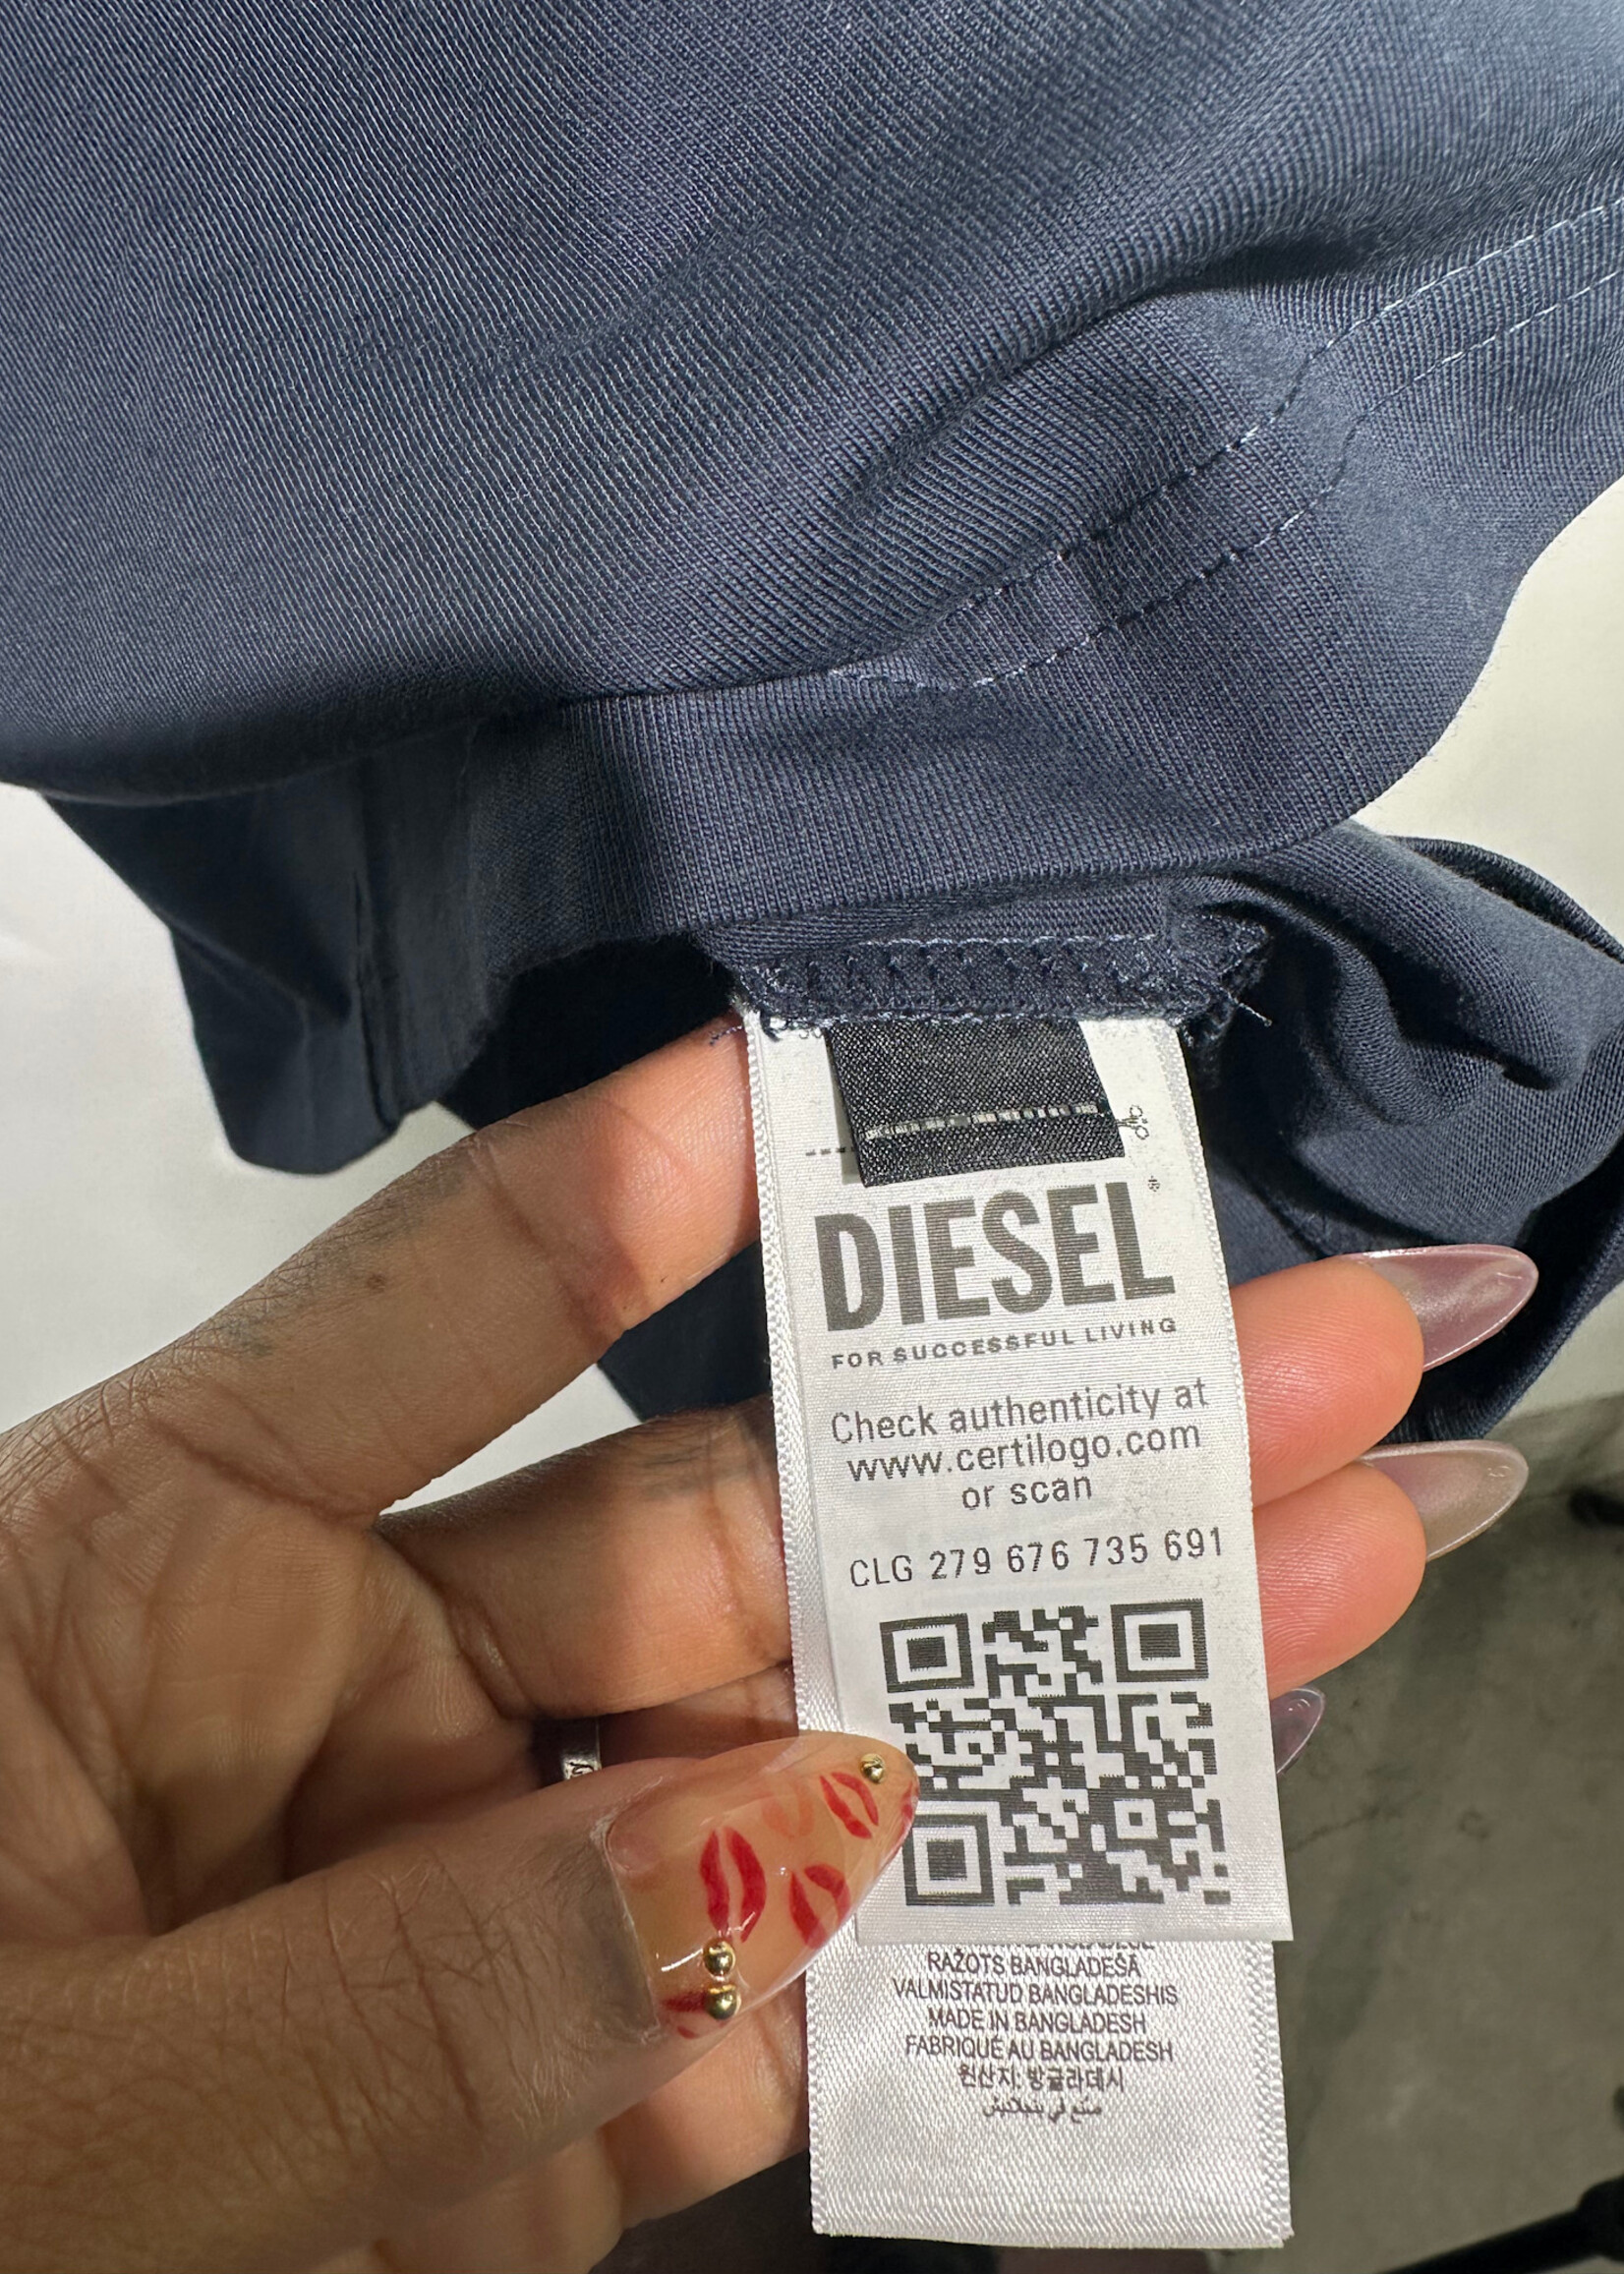 DIESEL
FOR SUCCESSFUL LIVING
Check authenticity at
www.certilogo.com
or scan
CLG 279 676 735 691
RAŽOTS BANGLADEŠĀ
VALMISTATUD BANGLADESHIS
MADE IN BANGLADESH
FABRIQUÉ AU BANGLADESH
원산지: 방글라데시
صنع في بنجلاديش